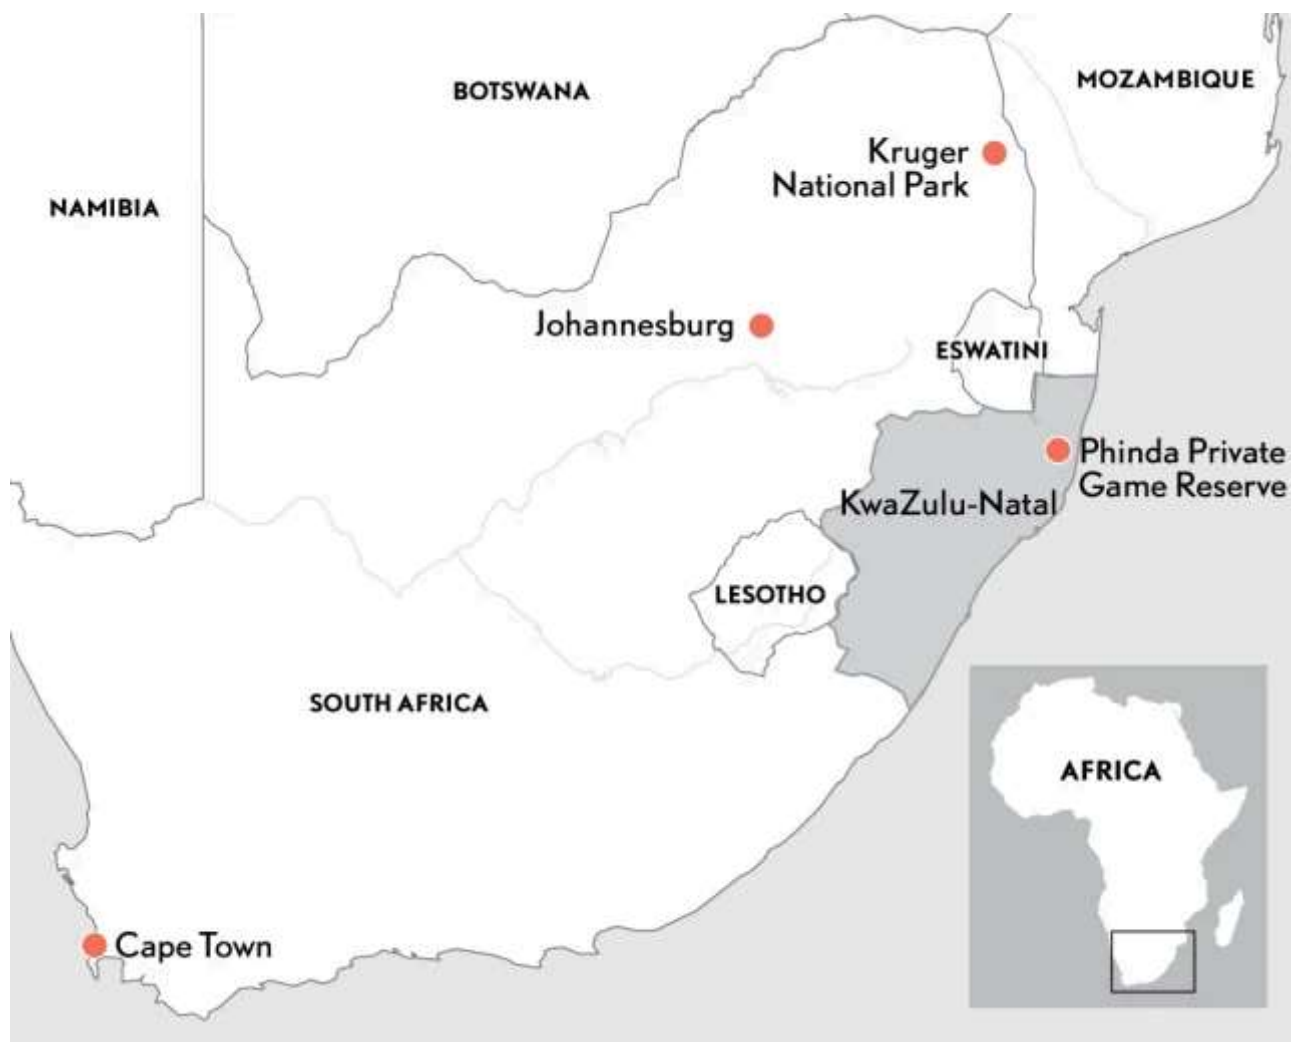 BOTSWANA
MOZAMBIQUE
Kruger
National Park
NAMIBIA
Johannesburg
ESWATINI
Phinda Private
Game Reserve
KwaZulu-Natal
LESOTHO
SOUTH AFRICA
AFRICA
Cape Town